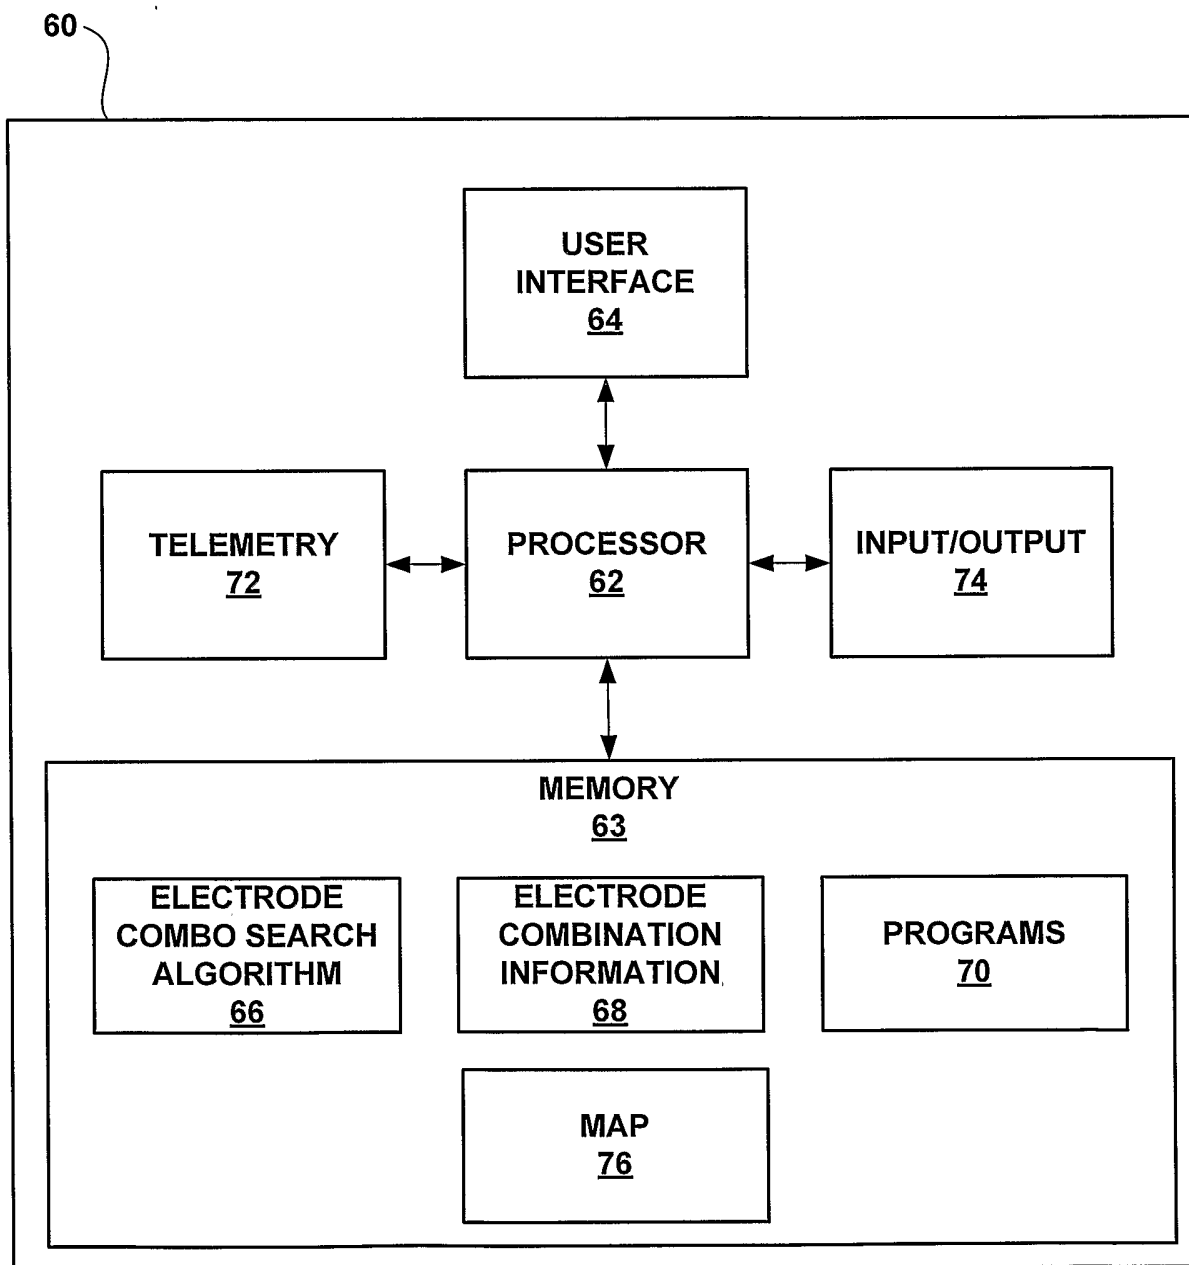 60
USER
INTERFACE
64
TELEMETRY
72
PROCESSOR
62
INPUT/OUTPUT
74
MEMORY
63
ELECTRODE
COMBO SEARCH
ALGORITHM
66
ELECTRODE
COMBINATION
INFORMATION
68
PROGRAMS
70
MAP
76